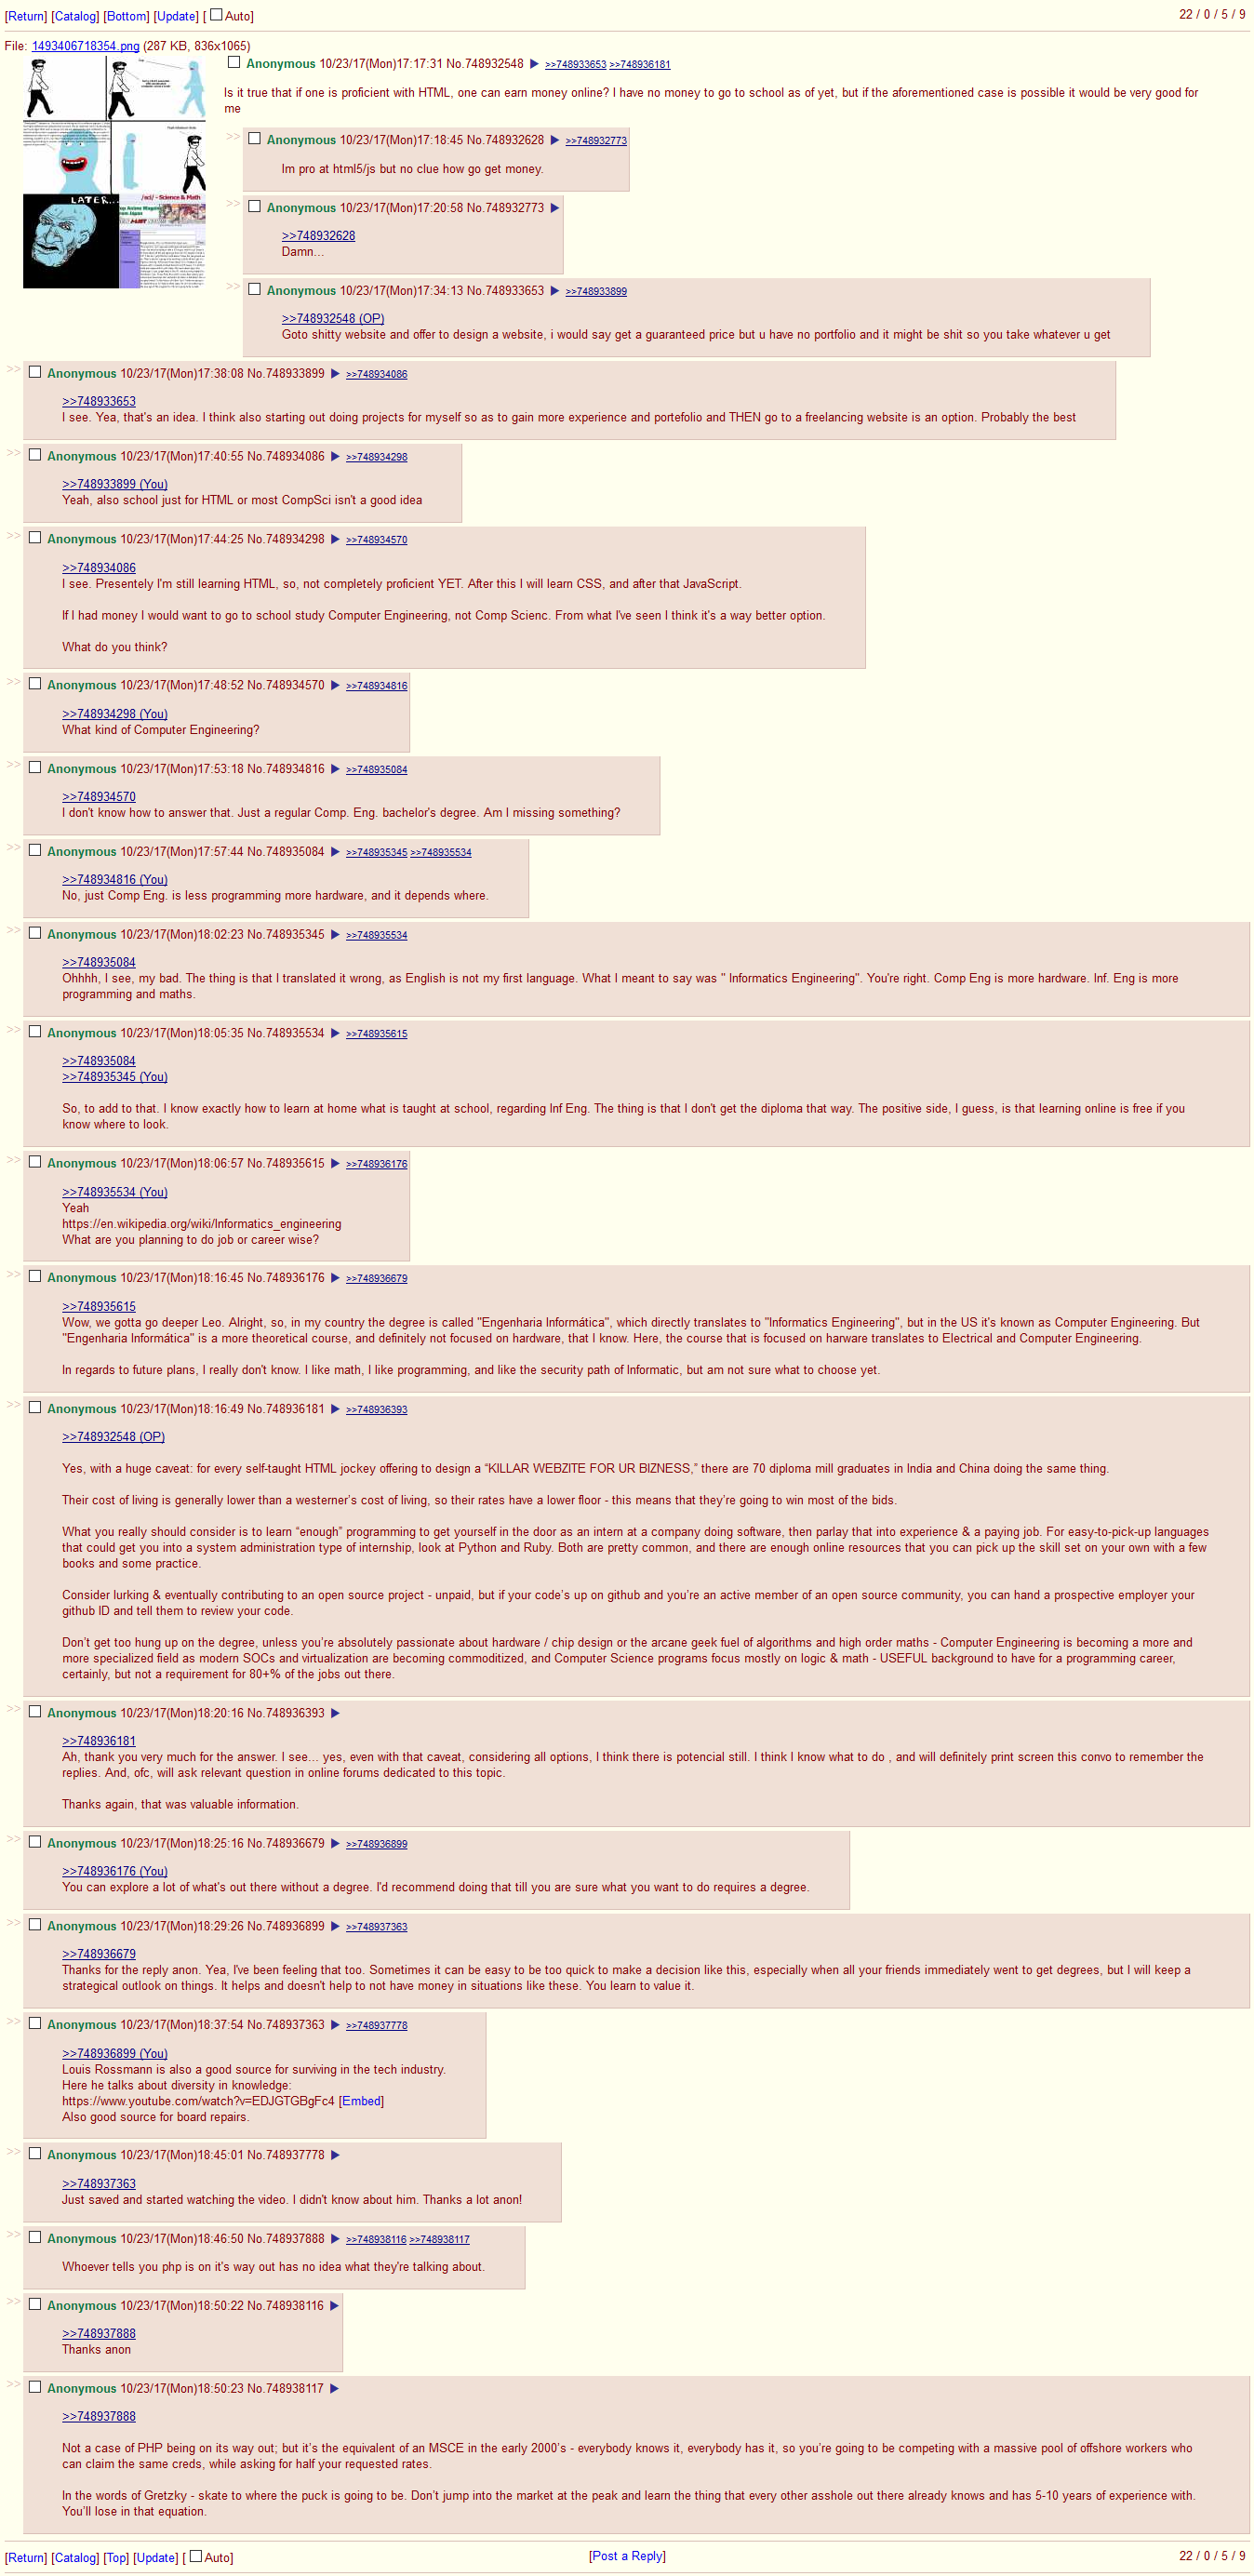 [Return] [Catalog] [Bottom] [Update] [ Auto]
22 / 0 / 5 / 9
File: 1493406718354.png (287 KB, 836x1065)
LATER...
/sci/ - Science & Math
Anonymous 10/23/17(Mon)17:17:31 No.748932548 ▶ >>748933653 >>748936181
Is it true that if one is proficient with HTML, one can earn money online? I have no money to go to school as of yet, but if the aforementioned case is possible it would be very good for
me
>> Anonymous 10/23/17(Mon)17:18:45 No.748932628 ▶ >>748932773
Im pro at html5/js but no clue how go get money.
>> Anonymous 10/23/17(Mon)17:20:58 No.748932773 ▶
>>748932628
Damn...
>> Anonymous 10/23/17(Mon)17:34:13 No.748933653 ▶ >>748933899
>>748932548 (OP)
Goto shitty website and offer to design a website, i would say get a guaranteed price but u have no portfolio and it might be shit so you take whatever u get
>> Anonymous 10/23/17(Mon)17:38:08 No.748933899 ▶ >>748934086
>>748933653
I see. Yea, that's an idea. I think also starting out doing projects for myself so as to gain more experience and portefolio and THEN go to a freelancing website is an option. Probably the best
>> Anonymous 10/23/17(Mon)17:40:55 No.748934086 ▶ >>748934298
>>748933899 (You)
Yeah, also school just for HTML or most CompSci isn't a good idea
>> Anonymous 10/23/17(Mon)17:44:25 No.748934298 ▶ >>748934570
>>748934086
I see. Presentely I'm still learning HTML, so, not completely proficient YET. After this I will learn CSS, and after that JavaScript.
If I had money I would want to go to school study Computer Engineering, not Comp Scienc. From what I've seen I think it's a way better option.
What do you think?
>> Anonymous 10/23/17(Mon)17:48:52 No.748934570 ▶ >>748934816
>>748934298 (You)
What kind of Computer Engineering?
>> Anonymous 10/23/17(Mon)17:53:18 No.748934816 ▶ >>748935084
>>748934570
I don't know how to answer that. Just a regular Comp. Eng. bachelor's degree. Am I missing something?
>> Anonymous 10/23/17(Mon)17:57:44 No.748935084 ▶ >>748935345 >>748935534
>>748934816 (You)
No, just Comp Eng. is less programming more hardware, and it depends where.
>> Anonymous 10/23/17(Mon)18:02:23 No.748935345 ▶ >>748935534
>>748935084
Ohhhh, I see, my bad. The thing is that I translated it wrong, as English is not my first language. What I meant to say was " Informatics Engineering". You're right. Comp Eng is more hardware. Inf. Eng is more
programming and maths.
>> Anonymous 10/23/17(Mon)18:05:35 No.748935534 ▶ >>748935615
>>748935084
>>748935345 (You)
So, to add to that. I know exactly how to learn at home what is taught at school, regarding Inf Eng. The thing is that I don't get the diploma that way. The positive side, I guess, is that learning online is free if you
know where to look.
>> Anonymous 10/23/17(Mon)18:06:57 No.748935615 ▶ >>748936176
>>748935534 (You)
Yeah
https://en.wikipedia.org/wiki/Informatics_engineering
What are you planning to do job or career wise?
>> Anonymous 10/23/17(Mon)18:16:45 No.748936176 ▶ >>748936679
>>748935615
Wow, we gotta go deeper Leo. Alright, so, in my country the degree is called "Engenharia Informática", which directly translates to "Informatics Engineering", but in the US it's known as Computer Engineering. But
"Engenharia Informática" is a more theoretical course, and definitely not focused on hardware, that I know. Here, the course that is focused on harware translates to Electrical and Computer Engineering.
In regards to future plans, I really don't know. I like math, I like programming, and like the security path of Informatic, but am not sure what to choose yet.
>> Anonymous 10/23/17(Mon)18:16:49 No.748936181 ▶ >>748936393
>>748932548 (OP)
Yes, with a huge caveat: for every self-taught HTML jockey offering to design a “KILLAR WEBZITE FOR UR BIZNESS,” there are 70 diploma mill graduates in India and China doing the same thing.
Their cost of living is generally lower than a westerner’s cost of living, so their rates have a lower floor - this means that they’re going to win most of the bids.
What you really should consider is to learn “enough” programming to get yourself in the door as an intern at a company doing software, then parlay that into experience & a paying job. For easy-to-pick-up languages
that could get you into a system administration type of internship, look at Python and Ruby. Both are pretty common, and there are enough online resources that you can pick up the skill set on your own with a few
books and some practice.
Consider lurking & eventually contributing to an open source project - unpaid, but if your code’s up on github and you’re an active member of an open source community, you can hand a prospective employer your
github ID and tell them to review your code.
Don’t get too hung up on the degree, unless you’re absolutely passionate about hardware / chip design or the arcane geek fuel of algorithms and high order maths - Computer Engineering is becoming a more and
more specialized field as modern SOCs and virtualization are becoming commoditized, and Computer Science programs focus mostly on logic & math - USEFUL background to have for a programming career,
certainly, but not a requirement for 80+% of the jobs out there.
>> Anonymous 10/23/17(Mon)18:20:16 No.748936393 ▶
>>748936181
Ah, thank you very much for the answer. I see... yes, even with that caveat, considering all options, I think there is potencial still. I think I know what to do , and will definitely print screen this convo to remember the
replies. And, ofc, will ask relevant question in online forums dedicated to this topic.
Thanks again, that was valuable information.
>> Anonymous 10/23/17(Mon)18:25:16 No.748936679 ▶ >>748936899
>>748936176 (You)
You can explore a lot of what's out there without a degree. I'd recommend doing that till you are sure what you want to do requires a degree.
>> Anonymous 10/23/17(Mon)18:29:26 No.748936899 ▶ >>748937363
>>748936679
Thanks for the reply anon. Yea, I've been feeling that too. Sometimes it can be easy to be too quick to make a decision like this, especially when all your friends immediately went to get degrees, but I will keep a
strategical outlook on things. It helps and doesn't help to not have money in situations like these. You learn to value it.
>> Anonymous 10/23/17(Mon)18:37:54 No.748937363 ▶ >>748937778
>>748936899 (You)
Louis Rossmann is also a good source for surviving in the tech industry.
Here he talks about diversity in knowledge:
https://www.youtube.com/watch?v=EDJGTGBgFc4 [Embed]
Also good source for board repairs.
>> Anonymous 10/23/17(Mon)18:45:01 No.748937778 ▶
>>748937363
Just saved and started watching the video. I didn't know about him. Thanks a lot anon!
>> Anonymous 10/23/17(Mon)18:46:50 No.748937888 ▶ >>748938116 >>748938117
Whoever tells you php is on it's way out has no idea what they're talking about.
>> Anonymous 10/23/17(Mon)18:50:22 No.748938116 ▶
>>748937888
Thanks anon
>> Anonymous 10/23/17(Mon)18:50:23 No.748938117 ▶
>>748937888
Not a case of PHP being on its way out; but it’s the equivalent of an MSCE in the early 2000’s - everybody knows it, everybody has it, so you’re going to be competing with a massive pool of offshore workers who
can claim the same creds, while asking for half your requested rates.
In the words of Gretzky - skate to where the puck is going to be. Don’t jump into the market at the peak and learn the thing that every other asshole out there already knows and has 5-10 years of experience with.
You’ll lose in that equation.
[Return] [Catalog] [Top] [Update] [ Auto]
[Post a Reply]
22 / 0 / 5 / 9